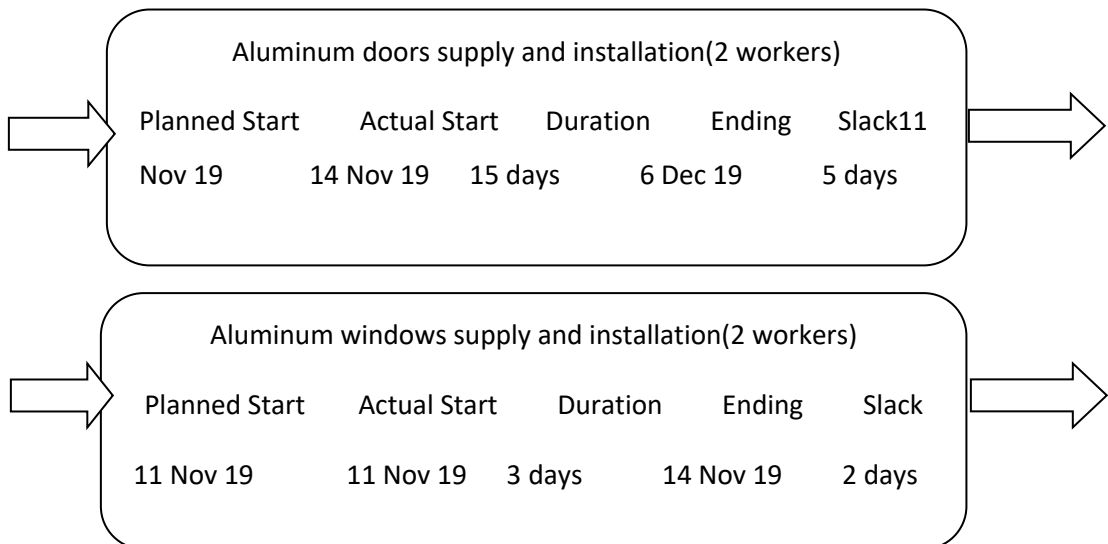 Aluminum doors supply and installation(2 workers)
Planned Start Actual Start Duration Ending Slack11
Nov 19 14 Nov 19 15 days 6 Dec 19 5 days
Aluminum windows supply and installation(2 workers)
Planned Start Actual Start Duration Ending Slack
11 Nov 19 11 Nov 19 3 days 14 Nov 19 2 days